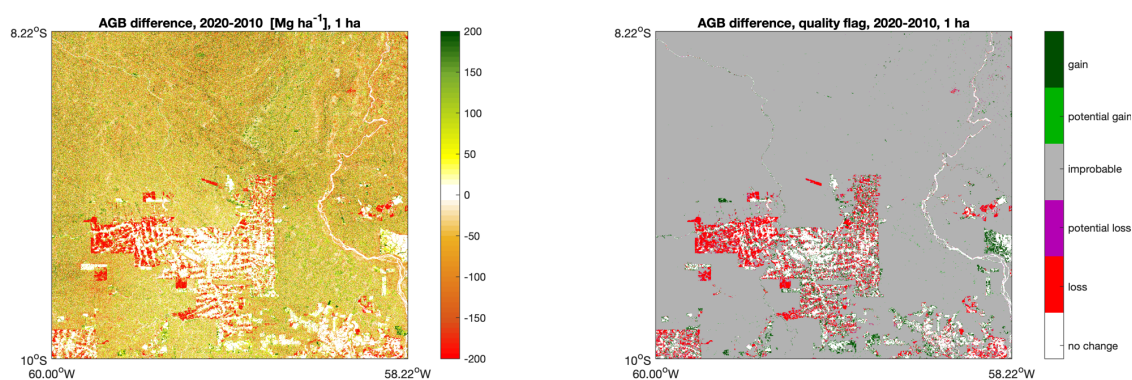 AGB difference, 2020-2010 [Mg ha⁻¹], 1 ha
8.22°S
10°S
60.00°W
58.22°W
200
150
100
50
0
-50
-100
-150
-200
AGB difference, quality flag, 2020-2010, 1 ha
8.22°S
10°S
60.00°W
58.22°W
gain
potential gain
improbable
potential loss
loss
no change